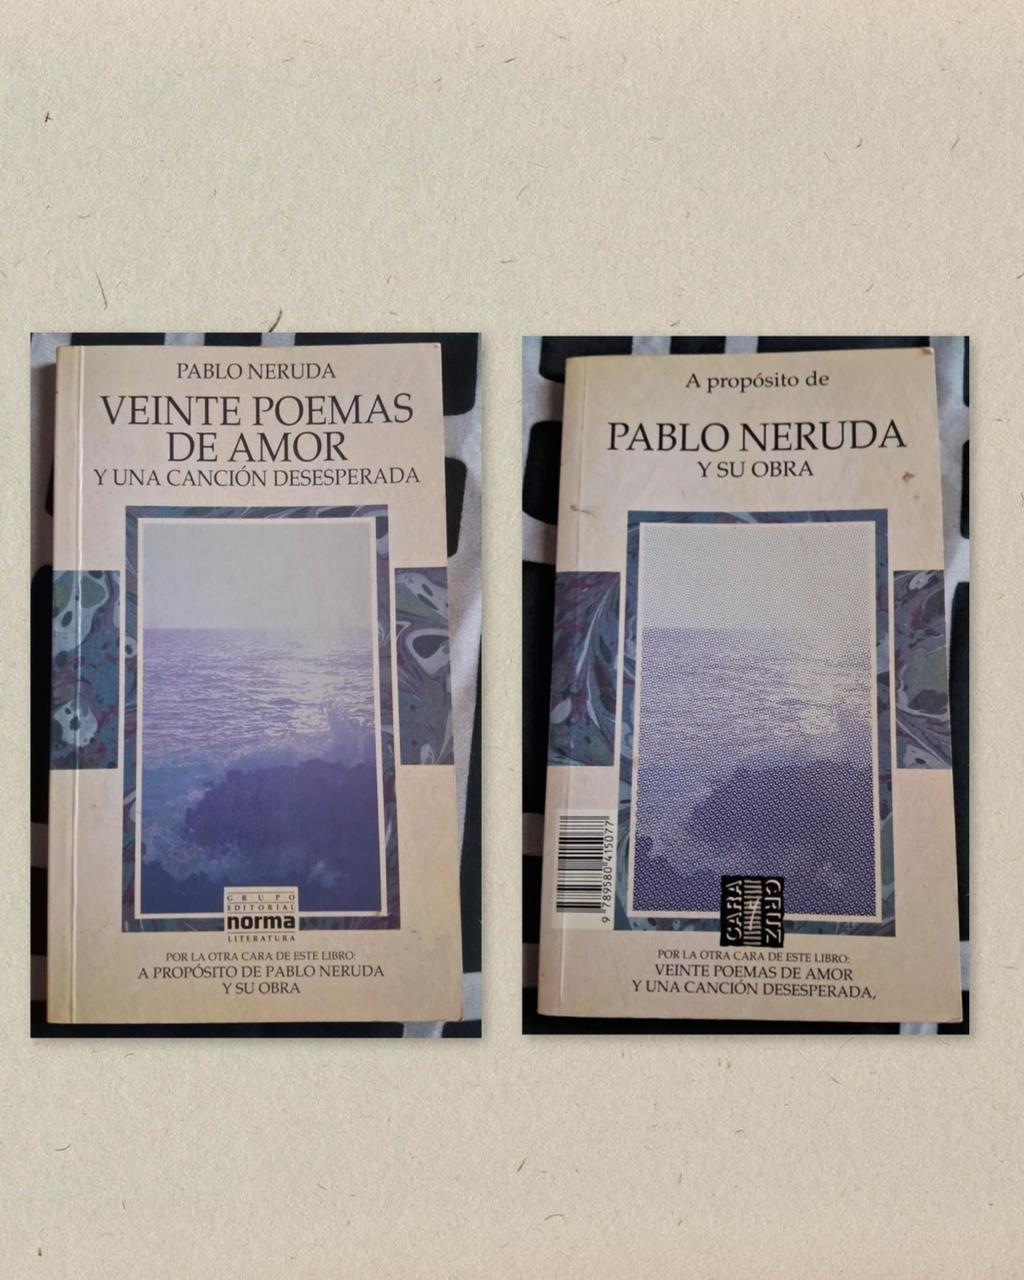 PABLO NERUDA
VEINTE POEMAS
DE AMOR
Y UNA CANCIÓN DESESPERADA
GRUPO
EDITORIAL
norma
LITERATURA
POR LA OTRA CARA DE ESTE LIBRO:
A PROPÓSITO DE PABLO NERUDA
Y SU OBRA
A propósito de
PABLO NERUDA
Y SU OBRA
9 789580 415077
CARA
CRUZ
POR LA OTRA CARA DE ESTE LIBRO:
VEINTE POEMAS DE AMOR
Y UNA CANCIÓN DESESPERADA,